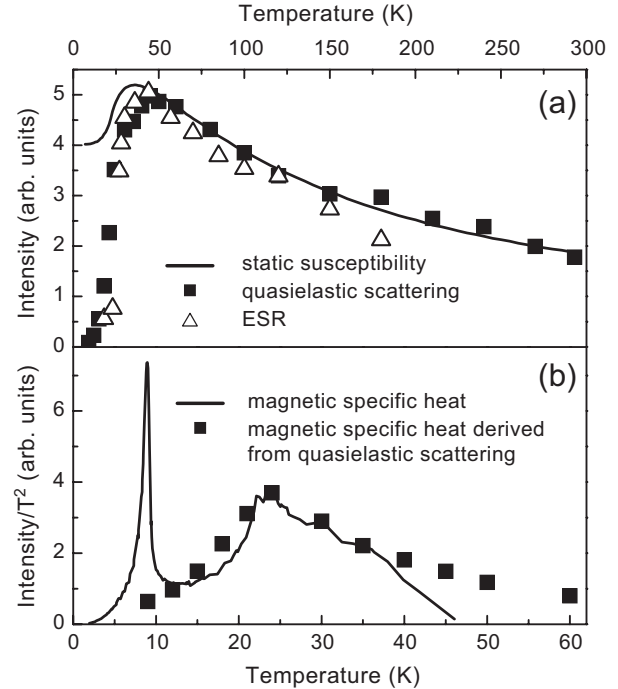 Temperature (K)
0 50 100 150 200 250 300
(a)
5
4
3
2
1
0
Intensity (arb. units)
static susceptibility
quasielastic scattering
ESR
(b)
6
4
2
0
Intensity/T² (arb. units)
magnetic specific heat
magnetic specific heat derived
from quasielastic scattering
0 10 20 30 40 50 60
Temperature (K)